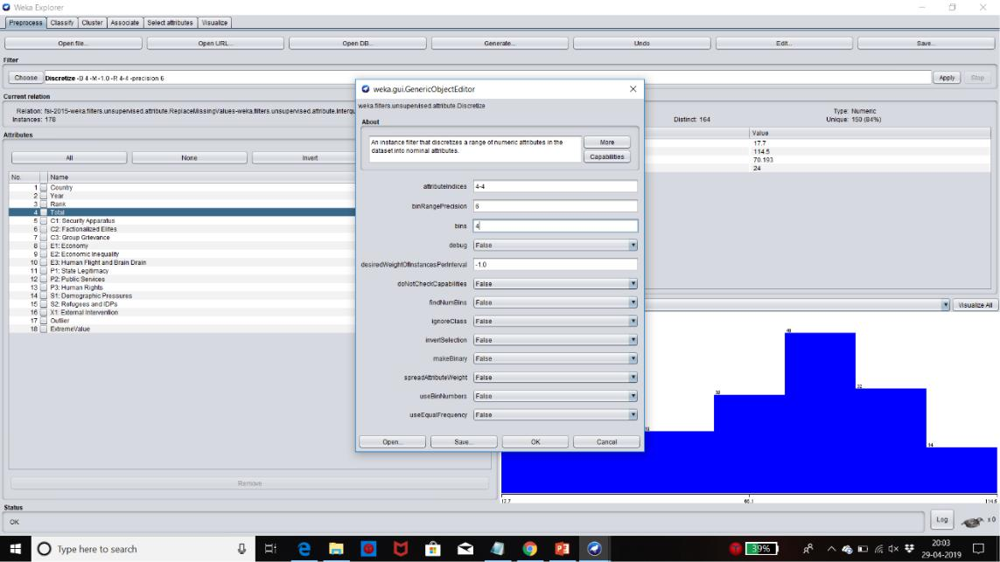 Weka Explorer
Preprocess Classify Cluster Associate Select attributes Visualize
Open file... Open URL... Open DB... Generate... Undo Edit... Save...
Filter
Choose Discretize -B 4 -M -1.0 -R 4-4 -precision 6 Apply Stop
Current relation
Relation: fsi-2015-weka.filters.unsupervised.attribute.ReplaceMissingValues-weka.filters.unsupervised.attribute.Interqu
Instances: 178
Distinct: 164
Type: Numeric
Unique: 150 (84%)
Attributes
All None Invert
No. Name
1 Country
2 Year
3 Rank
4 Total
5 C1: Security Apparatus
6 C2: Factionalized Elites
7 C3: Group Grievance
8 E1: Economy
9 E2: Economic Inequality
10 E3: Human Flight and Brain Drain
11 P1: State Legitimacy
12 P2: Public Services
13 P3: Human Rights
14 S1: Demographic Pressures
15 S2: Refugees and IDPs
16 X1: External Intervention
17 Outlier
18 ExtremeValue
Remove
weka.gui.GenericObjectEditor
weka.filters.unsupervised.attribute.Discretize
About
An instance filter that discretizes a range of numeric attributes in the
dataset into nominal attributes.
More
Capabilities
attributeIndices 4-4
binRangePrecision 6
bins 4
debug False
desiredWeightOfInstancesPerInterval -1.0
doNotCheckCapabilities False
findNumBins False
ignoreClass False
invertSelection False
makeBinary False
spreadAttributeWeight False
useBinNumbers False
useEqualFrequency False
Open... Save... OK Cancel
Value
17.7
114.5
70.193
24
Visualize All
32
14
17.7 66.1 114.5
Status
OK
Log x 0
Type here to search
39%
20:03
29-04-2019